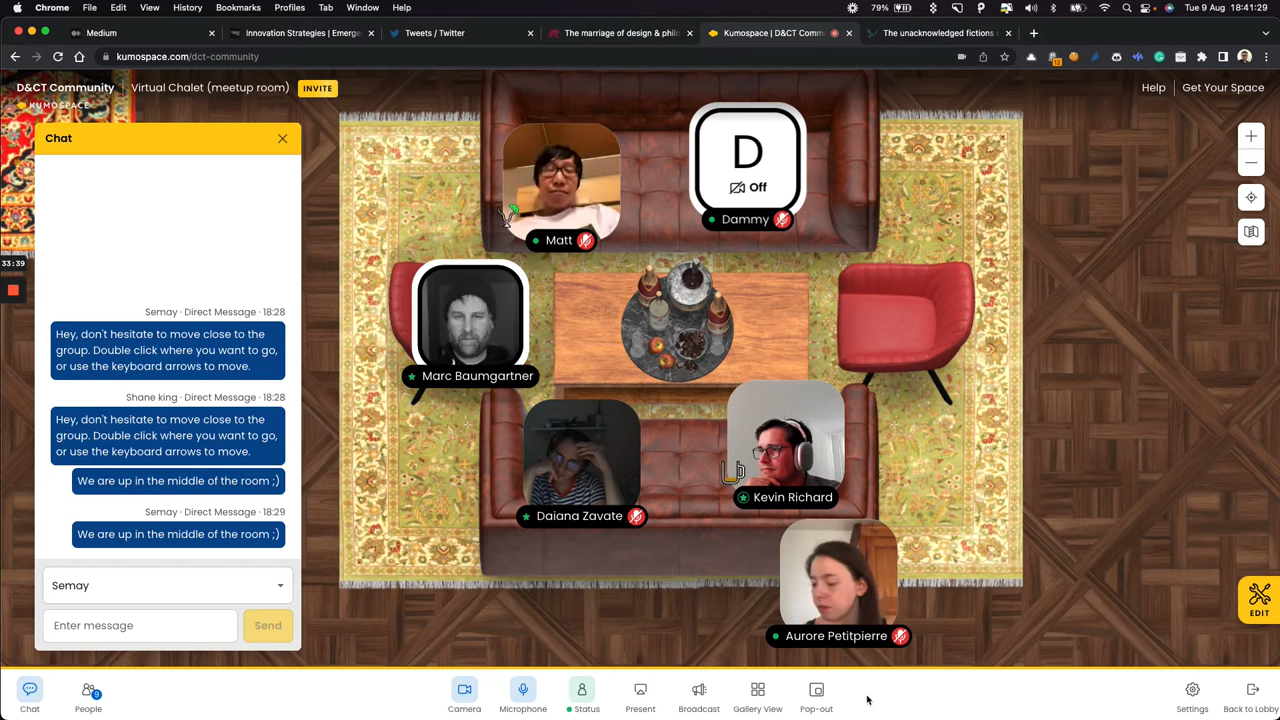 Chrome File Edit View History Bookmarks Profiles Tab Window Help 79% Tue 9 Aug 18:41:29
Medium Innovation Strategies | Emerge Tweets / Twitter The marriage of design & philo Kumospace | D&CT Comm The unacknowledged fictions
kumospace.com/dct-community
D&CT Community Virtual Chalet (meetup room) INVITE Help Get Your Space
KUMOSPACE
Chat
D
Off
Dammy
Matt
33:39
Semay · Direct Message · 18:28
Hey, don't hesitate to move close to the
group. Double click where you want to go,
or use the keyboard arrows to move.
Marc Baumgartner
Shane king · Direct Message · 18:28
Hey, don't hesitate to move close to the
group. Double click where you want to go,
or use the keyboard arrows to move.
We are up in the middle of the room ;)
Kevin Richard
Semay · Direct Message · 18:29
Daiana Zavate
We are up in the middle of the room ;)
Semay
EDIT
Enter message Send
Aurore Petitpierre
9
Chat People Camera Microphone Status Present Broadcast Gallery View Pop-out Settings Back to Lobby